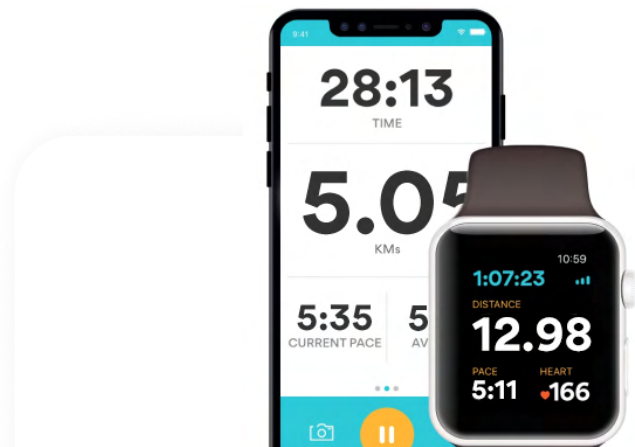 9:41
28:13
TIME
5.05
KMs
5:35
CURRENT PACE
5
AV
10:59
1:07:23
DISTANCE
12.98
PACE HEART
5:11 166